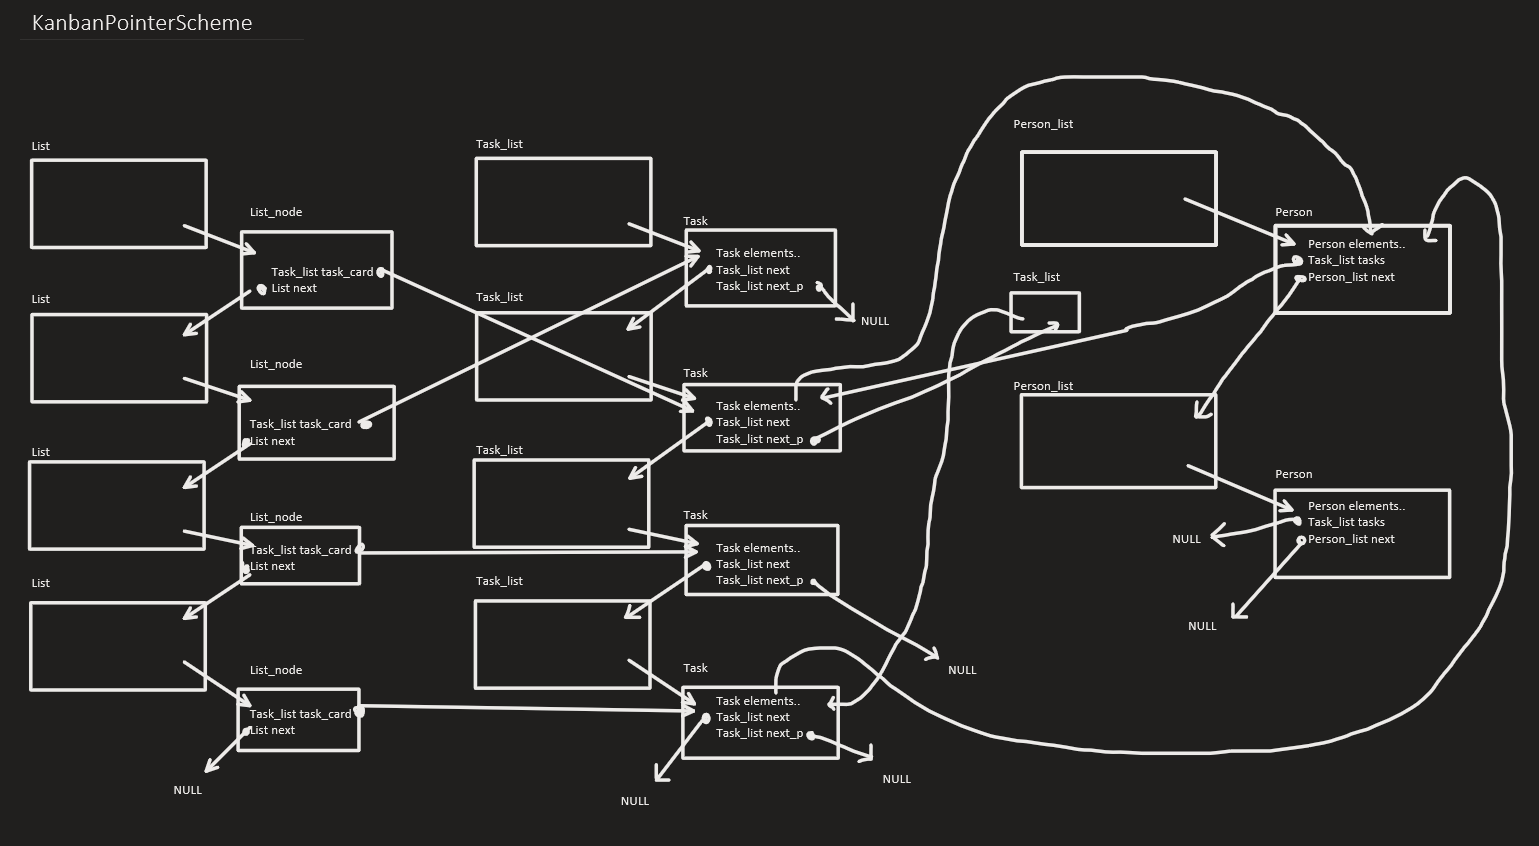 KanbanPointerScheme
List
List_node
Task_list task_card
List next
List
List_node
Task_list task_card
List next
List
List_node
Task_list task_card
List next
List
List_node
Task_list task_card
List next
NULL
Task_list
Task
Task elements..
Task_list next
Task_list next_p
NULL
Task_list
Task
Task elements..
Task_list next
Task_list next_p
Task_list
Task
Task elements..
Task_list next
Task_list next_p
NULL
Task_list
Task
Task elements..
Task_list next
Task_list next_p
NULL
NULL
Person_list
Person
Person elements..
Task_list tasks
Person_list next
Task_list
Person_list
Person
Person elements..
Task_list tasks
Person_list next
NULL
NULL